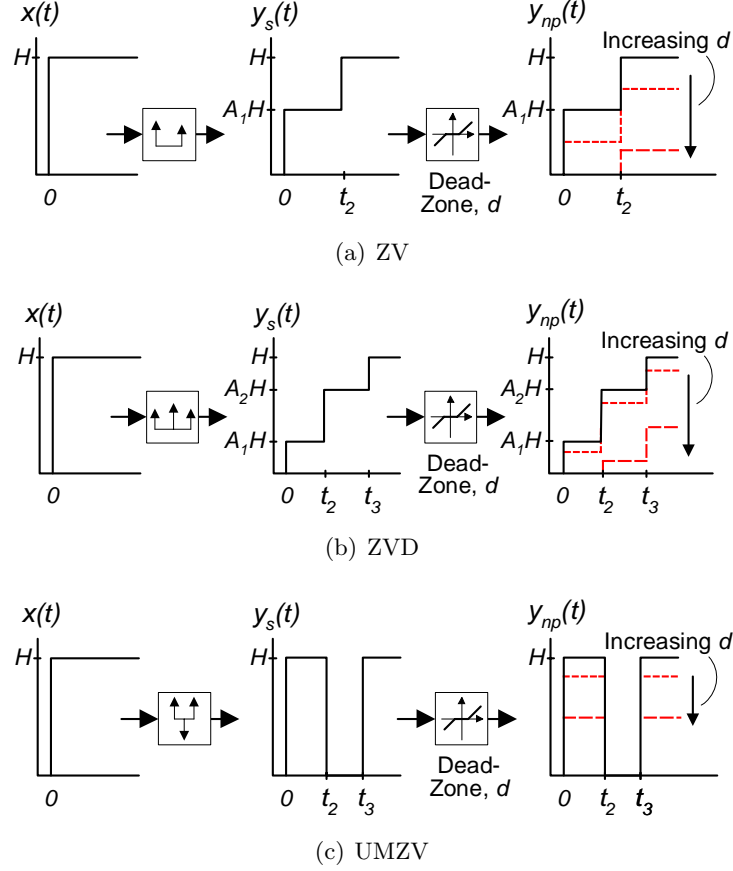 x(t)
y_s(t)
y_np(t)
Increasing d
H
A_1H
H
A_1H
0
0
t_2
Dead-
Zone, d
0
t_2
(a) ZV
x(t)
y_s(t)
y_np(t)
Increasing d
H
H
A_2H
A_1H
H
A_2H
A_1H
0
0
t_2
t_3
Dead-
Zone, d
0
t_2
t_3
(b) ZVD
x(t)
y_s(t)
y_np(t)
Increasing d
H
H
H
0
0
t_2
t_3
Dead-
Zone, d
0
t_2
t_3
(c) UMZV